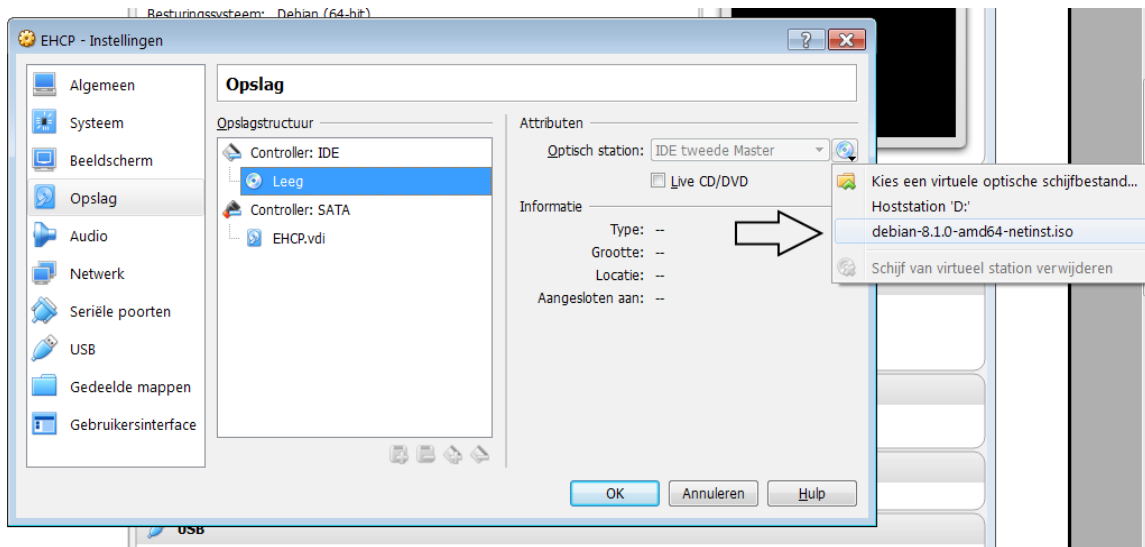 Besturingssysteem: Debian (64-bit)
EHCP - Instellingen
Algemeen
Systeem
Beeldscherm
Opslag
Audio
Netwerk
Seriële poorten
USB
Gedeelde mappen
Gebruikersinterface
Opslag
Opslagstructuur
Controller: IDE
Leeg
Controller: SATA
EHCP.vdi
Attributen
Optisch station: IDE tweede Master
Live CD/DVD
Informatie
Type: --
Grootte: --
Locatie: --
Aangesloten aan: --
Kies een virtuele optische schijfbestand...
Hoststation 'D:'
debian-8.1.0-amd64-netinst.iso
Schijf van virtueel station verwijderen
OK Annuleren Hulp
USB